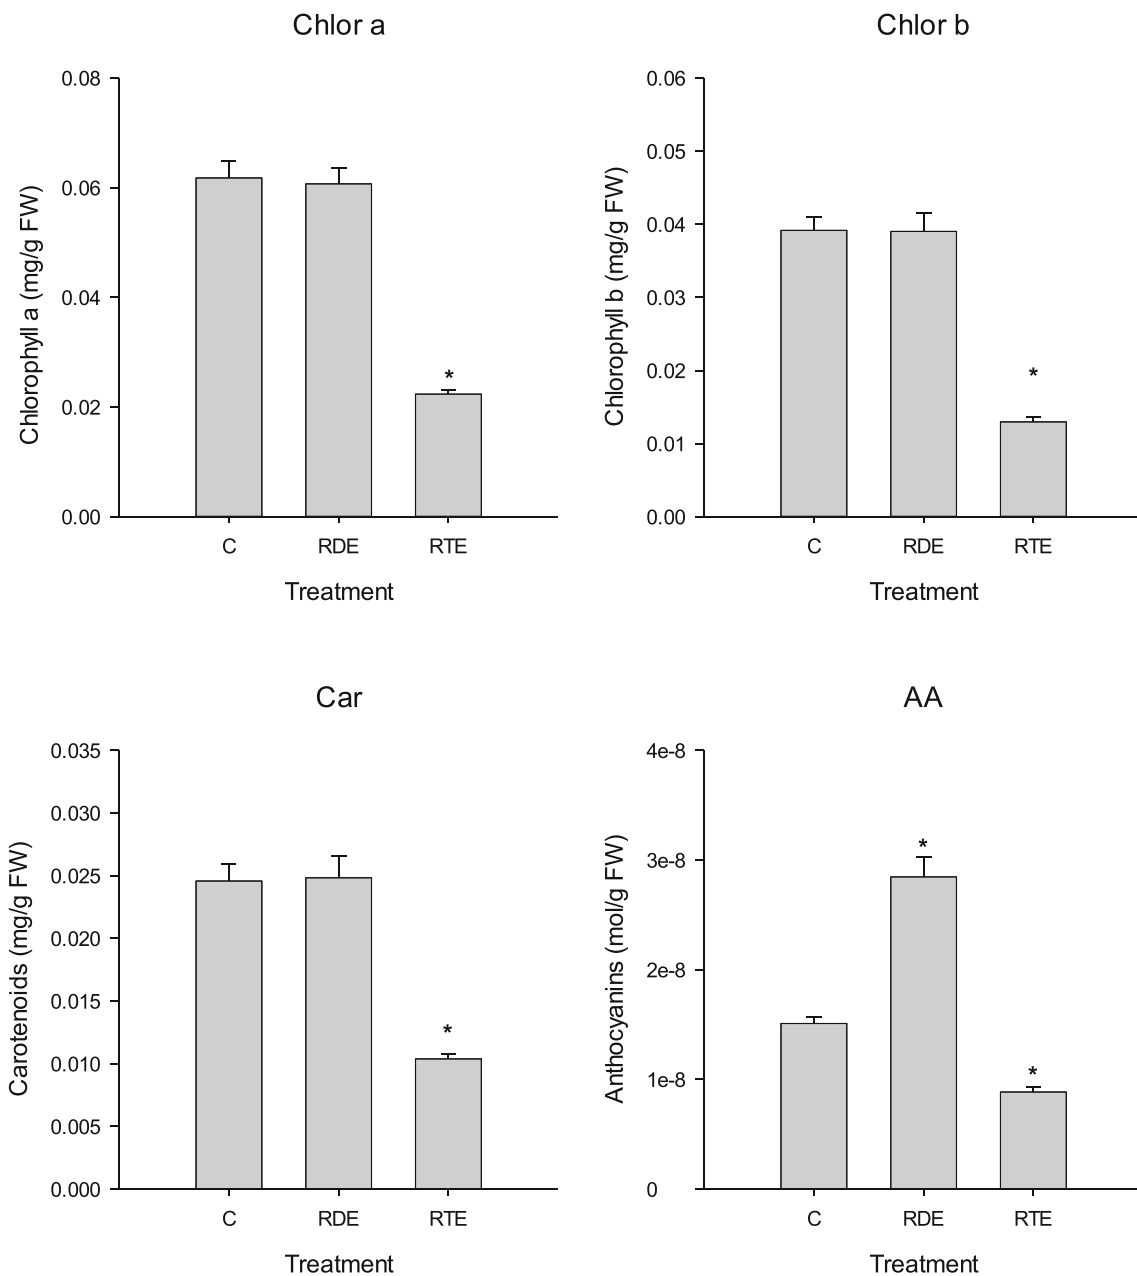 Chlor a
Chlorophyll a (mg/g FW)
0.08
0.06
0.04
0.02
0.00
*
C RDE RTE
Treatment
Chlor b
Chlorophyll b (mg/g FW)
0.06
0.05
0.04
0.03
0.02
0.01
0.00
*
C RDE RTE
Treatment
Car
Carotenoids (mg/g FW)
0.035
0.030
0.025
0.020
0.015
0.010
0.005
0.000
*
C RDE RTE
Treatment
AA
Anthocyanins (mol/g FW)
4e-8
3e-8
2e-8
1e-8
0
*
*
C RDE RTE
Treatment